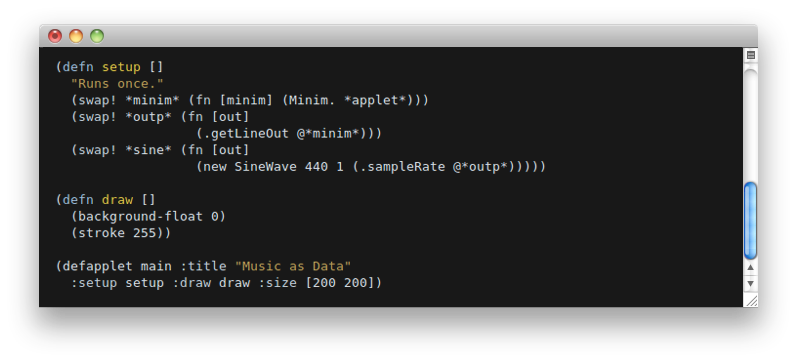 (defn setup []
  "Runs once."
  (swap! *minim* (fn [minim] (Minim. *applet*)))
  (swap! *outp* (fn [out]
                  (.getLineOut @*minim*)))
  (swap! *sine* (fn [out]
                  (new SineWave 440 1 (.sampleRate @*outp*)))))
(defn draw []
  (background-float 0)
  (stroke 255))
(defapplet main :title "Music as Data"
  :setup setup :draw draw :size [200 200])